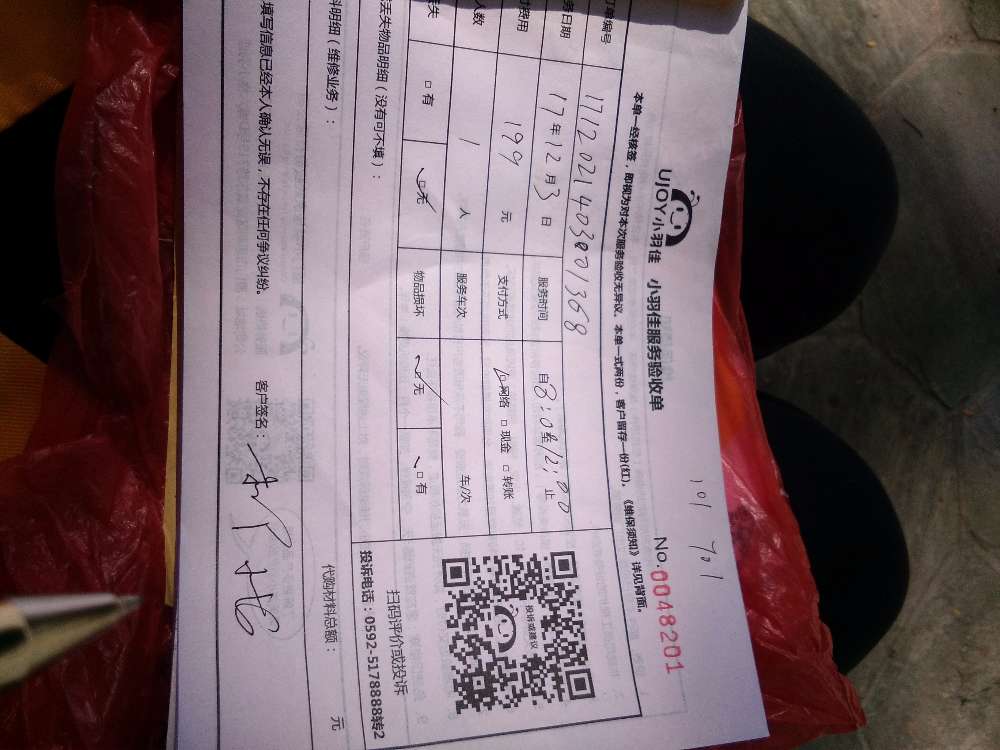 101 701
UJOY小羽佳 小羽佳服务验收单 No.0048201
本单一经核签，即视为对本次服务验收无异议。本单一式两份，客户留存一份(红)，《维保须知》详见背面。
订单编号 1712021403001368
务日期 17年12月3日 服务时间 自8:0至12:00止
付费用 199 元 支付方式 ☑网络 □现金 □转账
人数 1 人 服务车次 车/次
失 □有 ☑无 物品损坏 ☑无 □有
投诉或建议
扫码评价或投诉
投诉电话：0592-5178888转2
丢失物品明细（没有可不填）：
料明细（维修业务）： 代购材料总额： 元
填写信息已经本人确认无误，不存在任何争议纠纷。 客户签名：